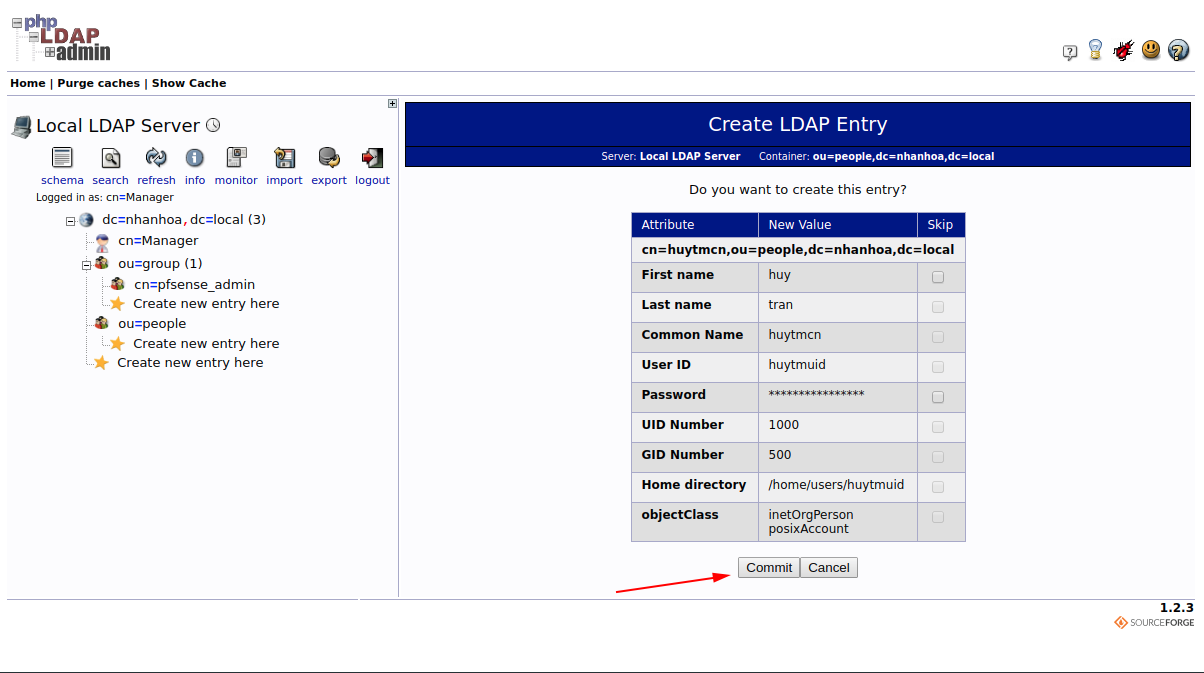 php
LDAP
admin
Home | Purge caches | Show Cache
Local LDAP Server
schema search refresh info monitor import export logout
Logged in as: cn=Manager
dc=nhanhoa,dc=local (3)
cn=Manager
ou=group (1)
cn=pfsense_admin
Create new entry here
ou=people
Create new entry here
Create new entry here
Create LDAP Entry
Server: Local LDAP Server Container: ou=people,dc=nhanhoa,dc=local
Do you want to create this entry?
Attribute New Value Skip
cn=huytmcn,ou=people,dc=nhanhoa,dc=local
First name huy
Last name tran
Common Name huytmcn
User ID huytmuid
Password ****************
UID Number 1000
GID Number 500
Home directory /home/users/huytmuid
objectClass inetOrgPerson
posixAccount
Commit Cancel
1.2.3
SOURCEFORGE